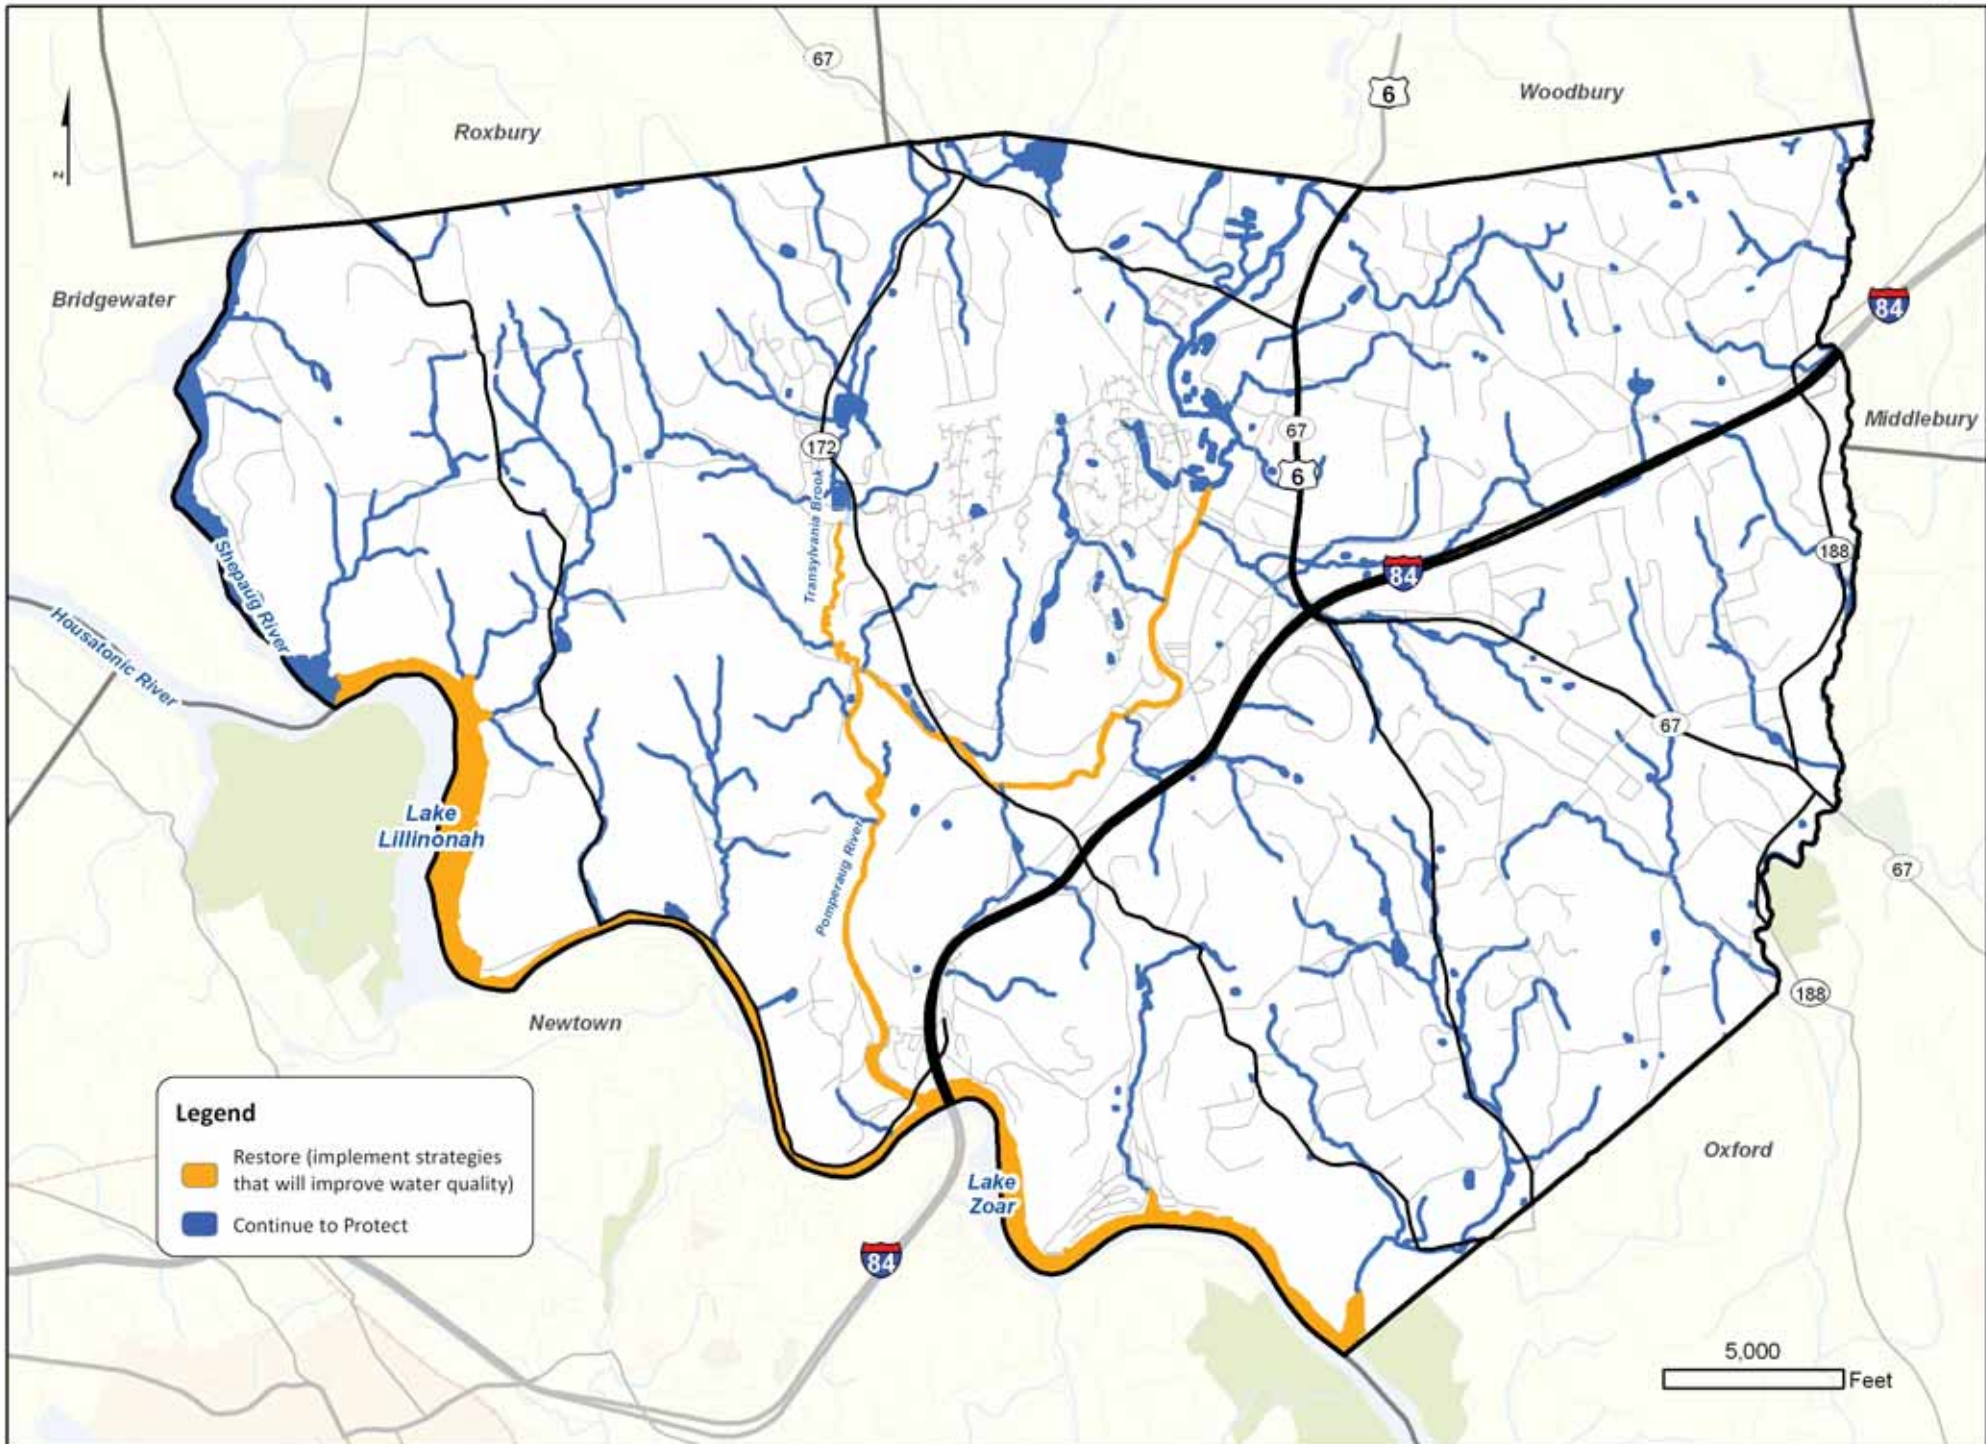 67
6
Woodbury
Roxbury
z
Bridgewater
84
Middlebury
67
172
6
Transylvania Brook
188
84
Shepaug River
Housatonic River
67
Lake
Lillinonah
Pomperaug River
67
188
Newtown
Legend
Restore (implement strategies
that will improve water quality)
Continue to Protect
Oxford
Lake
Zoar
84
5,000
Feet